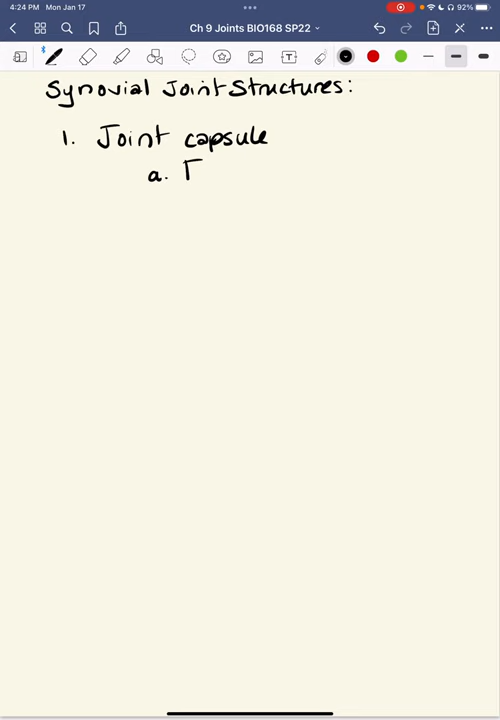 4:24 PM Mon Jan 17
92%
Ch 9 Joints BIO168 SP22
Synovial Joint Structures:
1. Joint capsule
a.